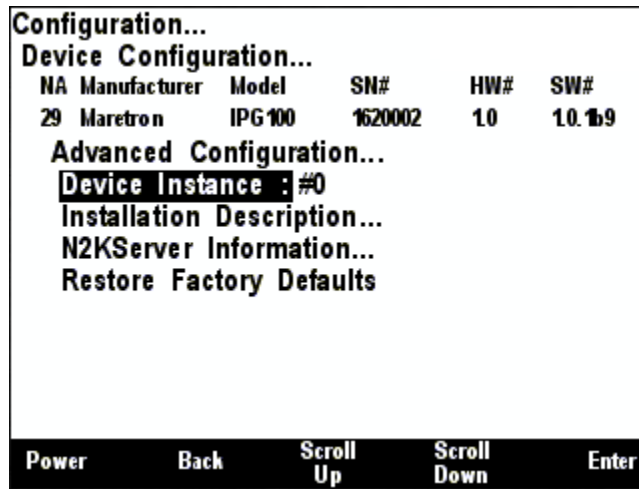 Configuration...
Device Configuration...
NA Manufacturer Model SN# HW# SW#
29 Maretron IPG100 1620002 1.0 1.0.1b9
Advanced Configuration...
Device Instance : #0
Installation Description...
N2KServer Information...
Restore Factory Defaults
Power Back Scroll Up Scroll Down Enter